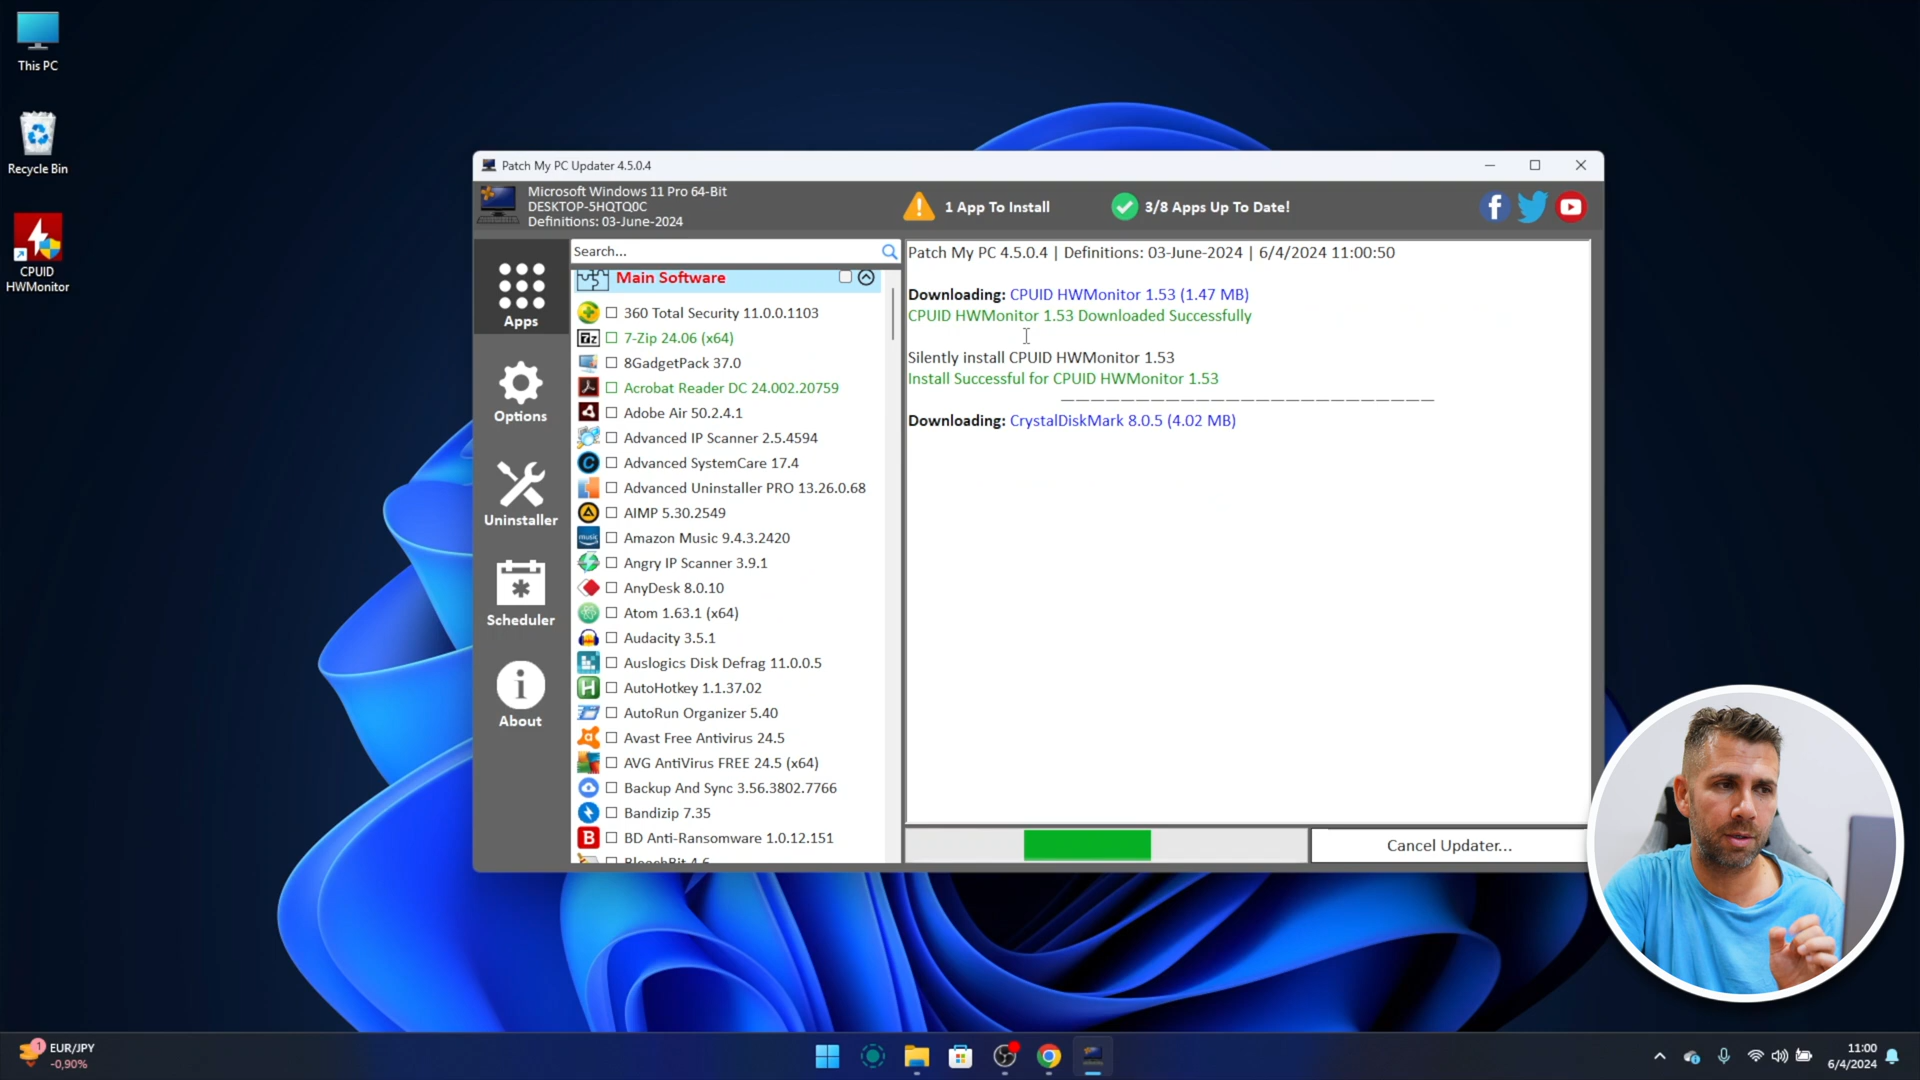 This PC
Recycle Bin
CPUID
HWMonitor
Patch My PC Updater 4.5.0.4
Microsoft Windows 11 Pro 64-Bit
DESKTOP-5HQTQ0C
Definitions: 03-June-2024
1 App To Install
3/8 Apps Up To Date!
Apps
Options
Uninstaller
Scheduler
About
Search...
Main Software
360 Total Security 11.0.0.1103
7-Zip 24.06 (x64)
8GadgetPack 37.0
Acrobat Reader DC 24.002.20759
Adobe Air 50.2.4.1
Advanced IP Scanner 2.5.4594
Advanced SystemCare 17.4
Advanced Uninstaller PRO 13.26.0.68
AIMP 5.30.2549
Amazon Music 9.4.3.2420
Angry IP Scanner 3.9.1
AnyDesk 8.0.10
Atom 1.63.1 (x64)
Audacity 3.5.1
Auslogics Disk Defrag 11.0.0.5
AutoHotkey 1.1.37.02
AutoRun Organizer 5.40
Avast Free Antivirus 24.5
AVG AntiVirus FREE 24.5 (x64)
Backup And Sync 3.56.3802.7766
Bandizip 7.35
BD Anti-Ransomware 1.0.12.151
BleachBit 4.6
Patch My PC 4.5.0.4 | Definitions: 03-June-2024 | 6/4/2024 11:00:50
Downloading: CPUID HWMonitor 1.53 (1.47 MB)
CPUID HWMonitor 1.53 Downloaded Successfully
Silently install CPUID HWMonitor 1.53
Install Successful for CPUID HWMonitor 1.53
Downloading: CrystalDiskMark 8.0.5 (4.02 MB)
Cancel Updater...
1
EUR/JPY
-0,90%
11:00
6/4/2024